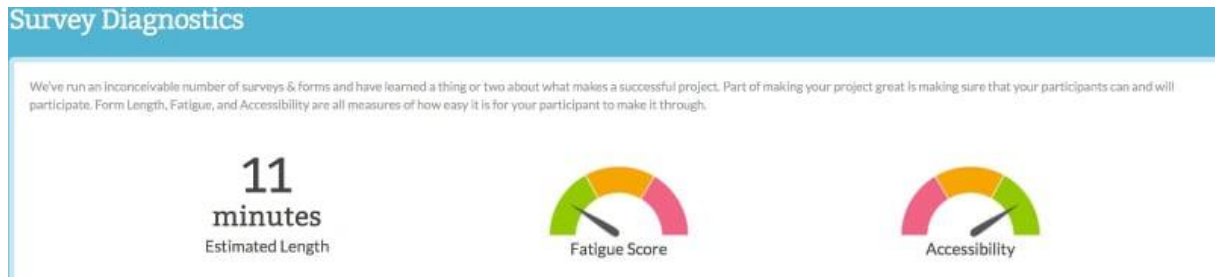 Survey Diagnostics
We've run an inconceivable number of surveys & forms and have learned a thing or two about what makes a successful project. Part of making your project great is making sure that your participants can and will
participate. Form Length, Fatigue, and Accessibility are all measures of how easy it is for your participant to make it through.
11
minutes
Estimated Length
Fatigue Score
Accessibility